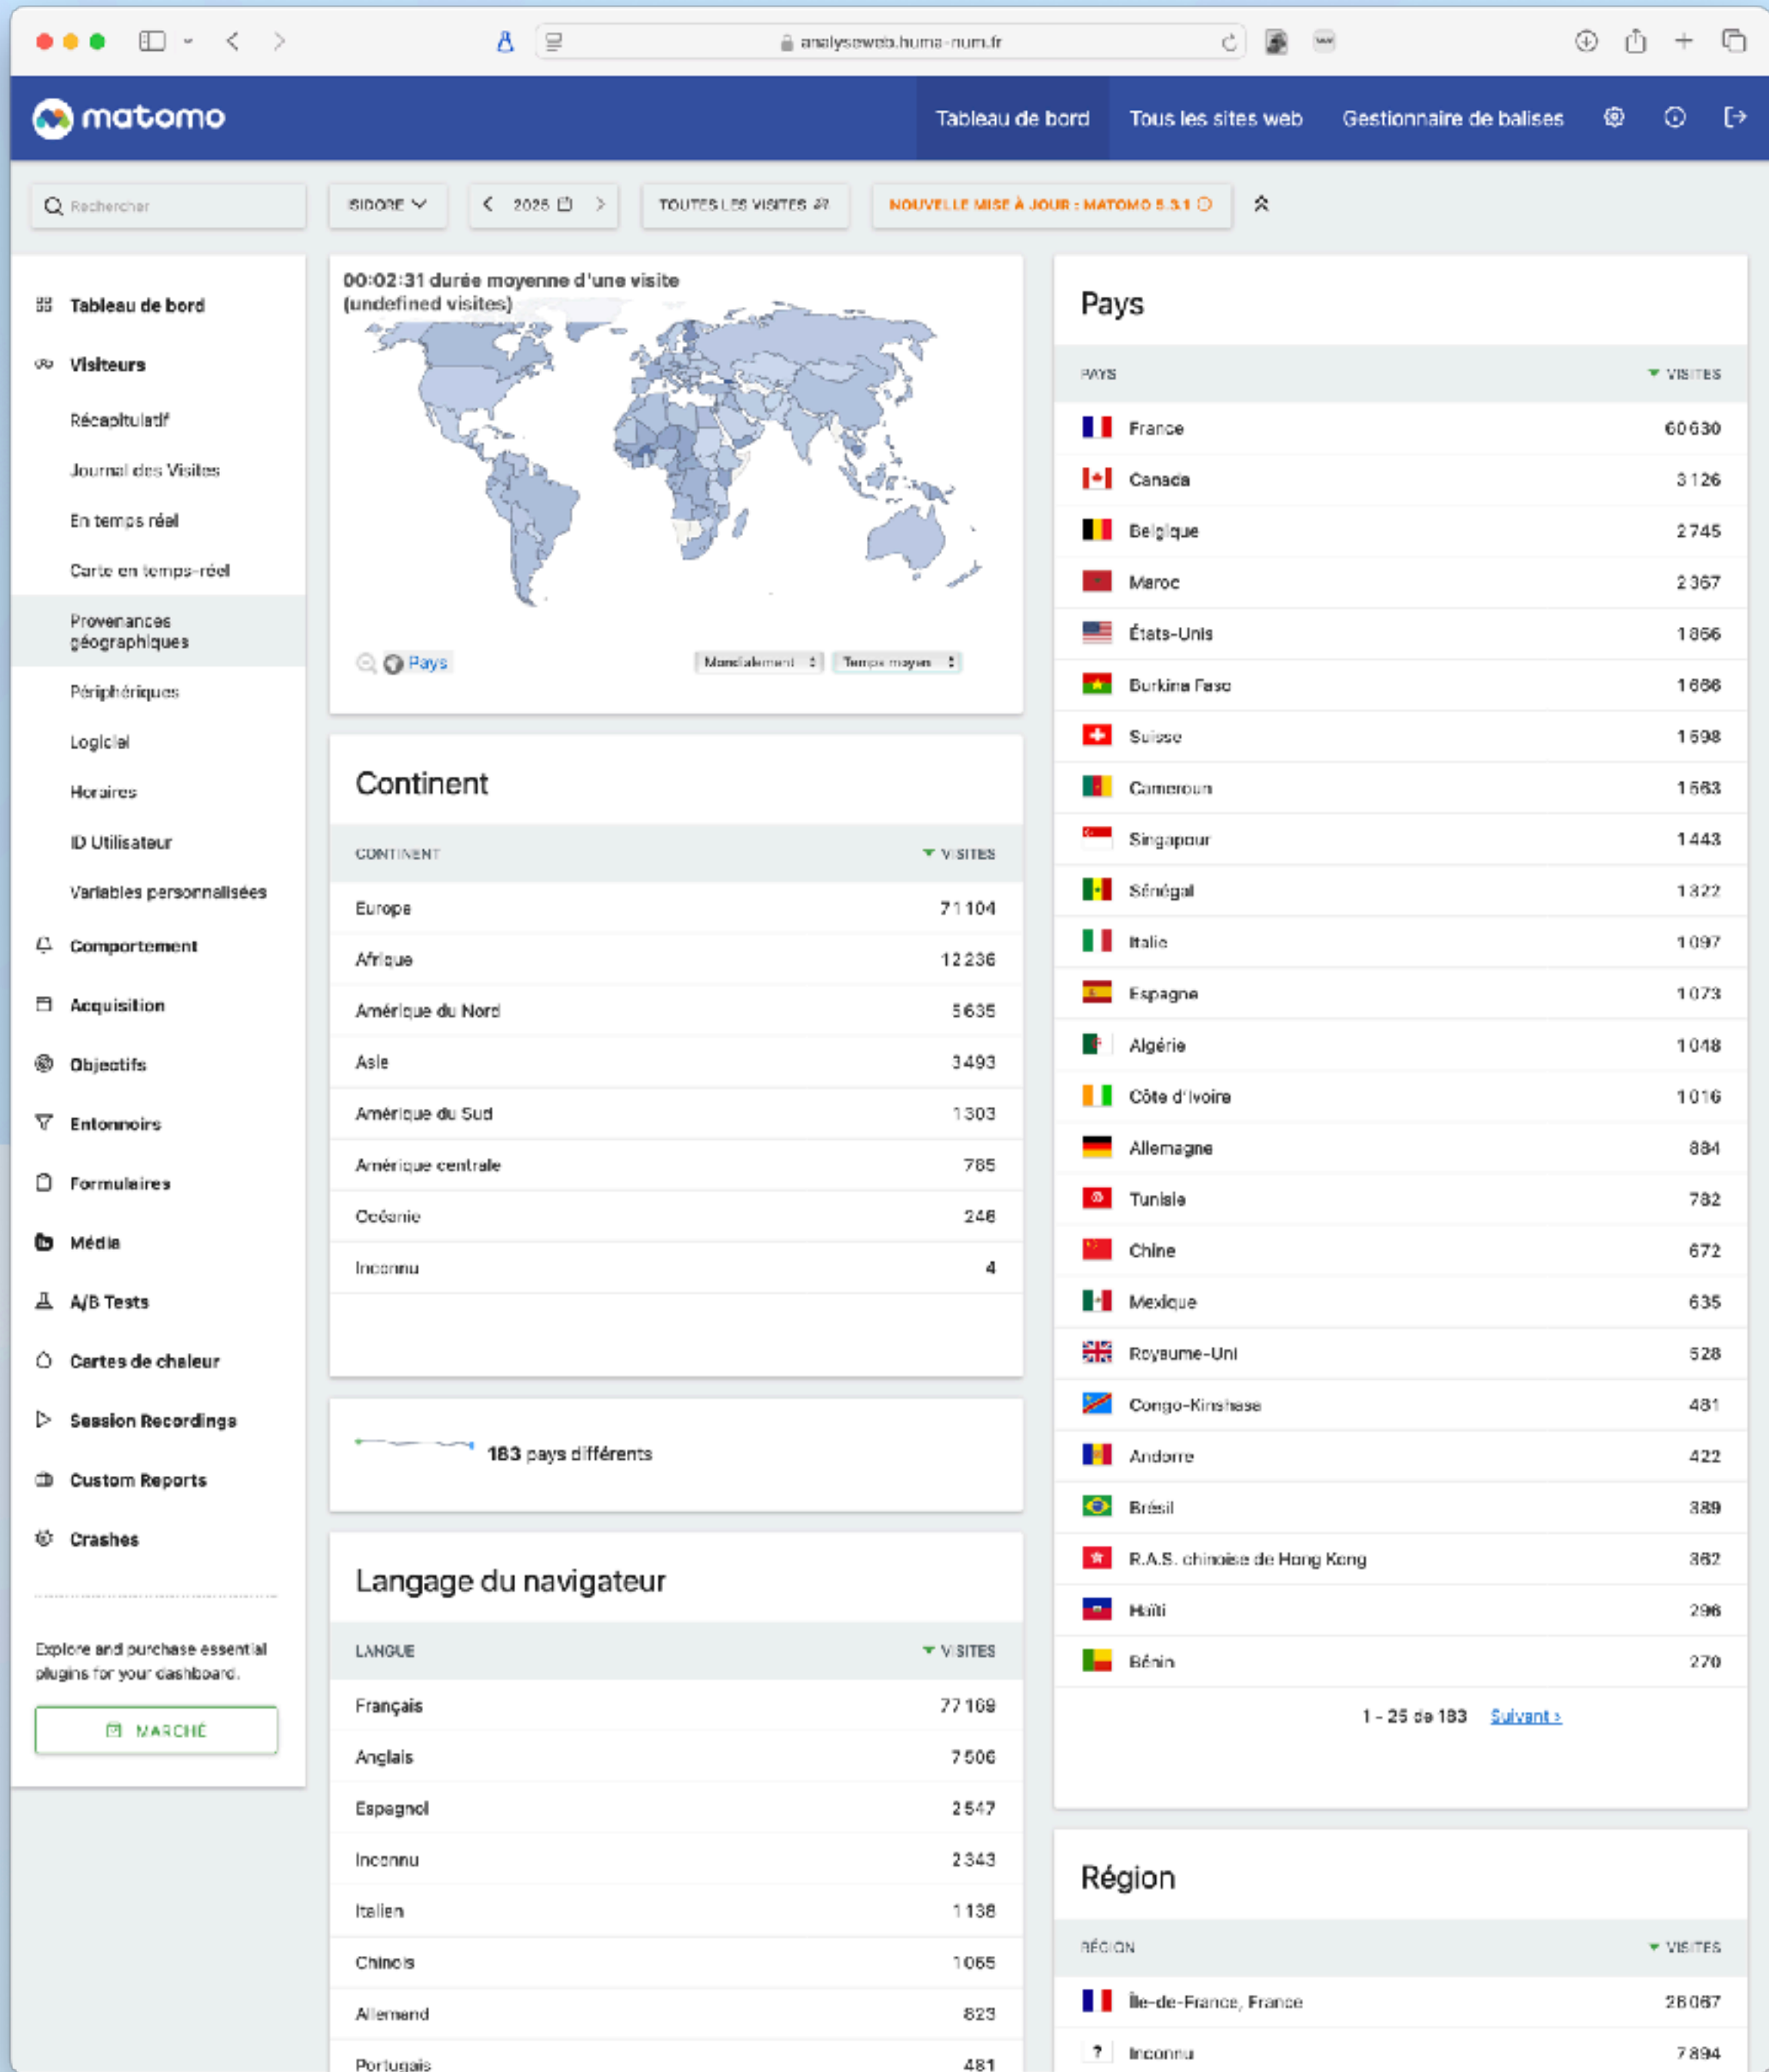 analyseweb.huma-num.fr
matomo
Tableau de bord
Tous les sites web
Gestionnaire de balises
Rechercher
ISIDORE
2025
TOUTES LES VISITES
NOUVELLE MISE À JOUR : MATOMO 5.3.1
Tableau de bord
Visiteurs
Récapitulatif
Journal des Visites
En temps réel
Carte en temps-réel
Provenances
géographiques
Périphériques
Logiciel
Horaires
ID Utilisateur
Variables personnalisées
Comportement
Acquisition
Objectifs
Entonnoirs
Formulaires
Média
A/B Tests
Cartes de chaleur
Session Recordings
Custom Reports
Crashes
Explore and purchase essential
plugins for your dashboard.
MARCHÉ
00:02:31 durée moyenne d'une visite
(undefined visites)
Pays
Mondialement
Temps moyen
Continent
CONTINENT VISITES
Europe 71 104
Afrique 12 236
Amérique du Nord 5 635
Asie 3 493
Amérique du Sud 1 303
Amérique centrale 785
Océanie 246
Inconnu 4
183 pays différents
Langage du navigateur
LANGUE VISITES
Français 77 169
Anglais 7 506
Espagnol 2 547
Inconnu 2 343
Italien 1 138
Chinois 1 065
Allemand 823
Portugais 481
Pays
PAYS VISITES
France 60 630
Canada 3 126
Belgique 2 745
Maroc 2 367
États-Unis 1 866
Burkina Faso 1 666
Suisse 1 598
Cameroun 1 563
Singapour 1 443
Sénégal 1 322
Italie 1 097
Espagne 1 073
Algérie 1 048
Côte d'Ivoire 1 016
Allemagne 884
Tunisie 782
Chine 672
Mexique 635
Royaume-Uni 528
Congo-Kinshasa 481
Andorre 422
Brésil 389
R.A.S. chinoise de Hong Kong 362
Haïti 296
Bénin 270
1 - 25 de 183 Suivant ›
Région
RÉGION VISITES
Île-de-France, France 28 067
Inconnu 7 894